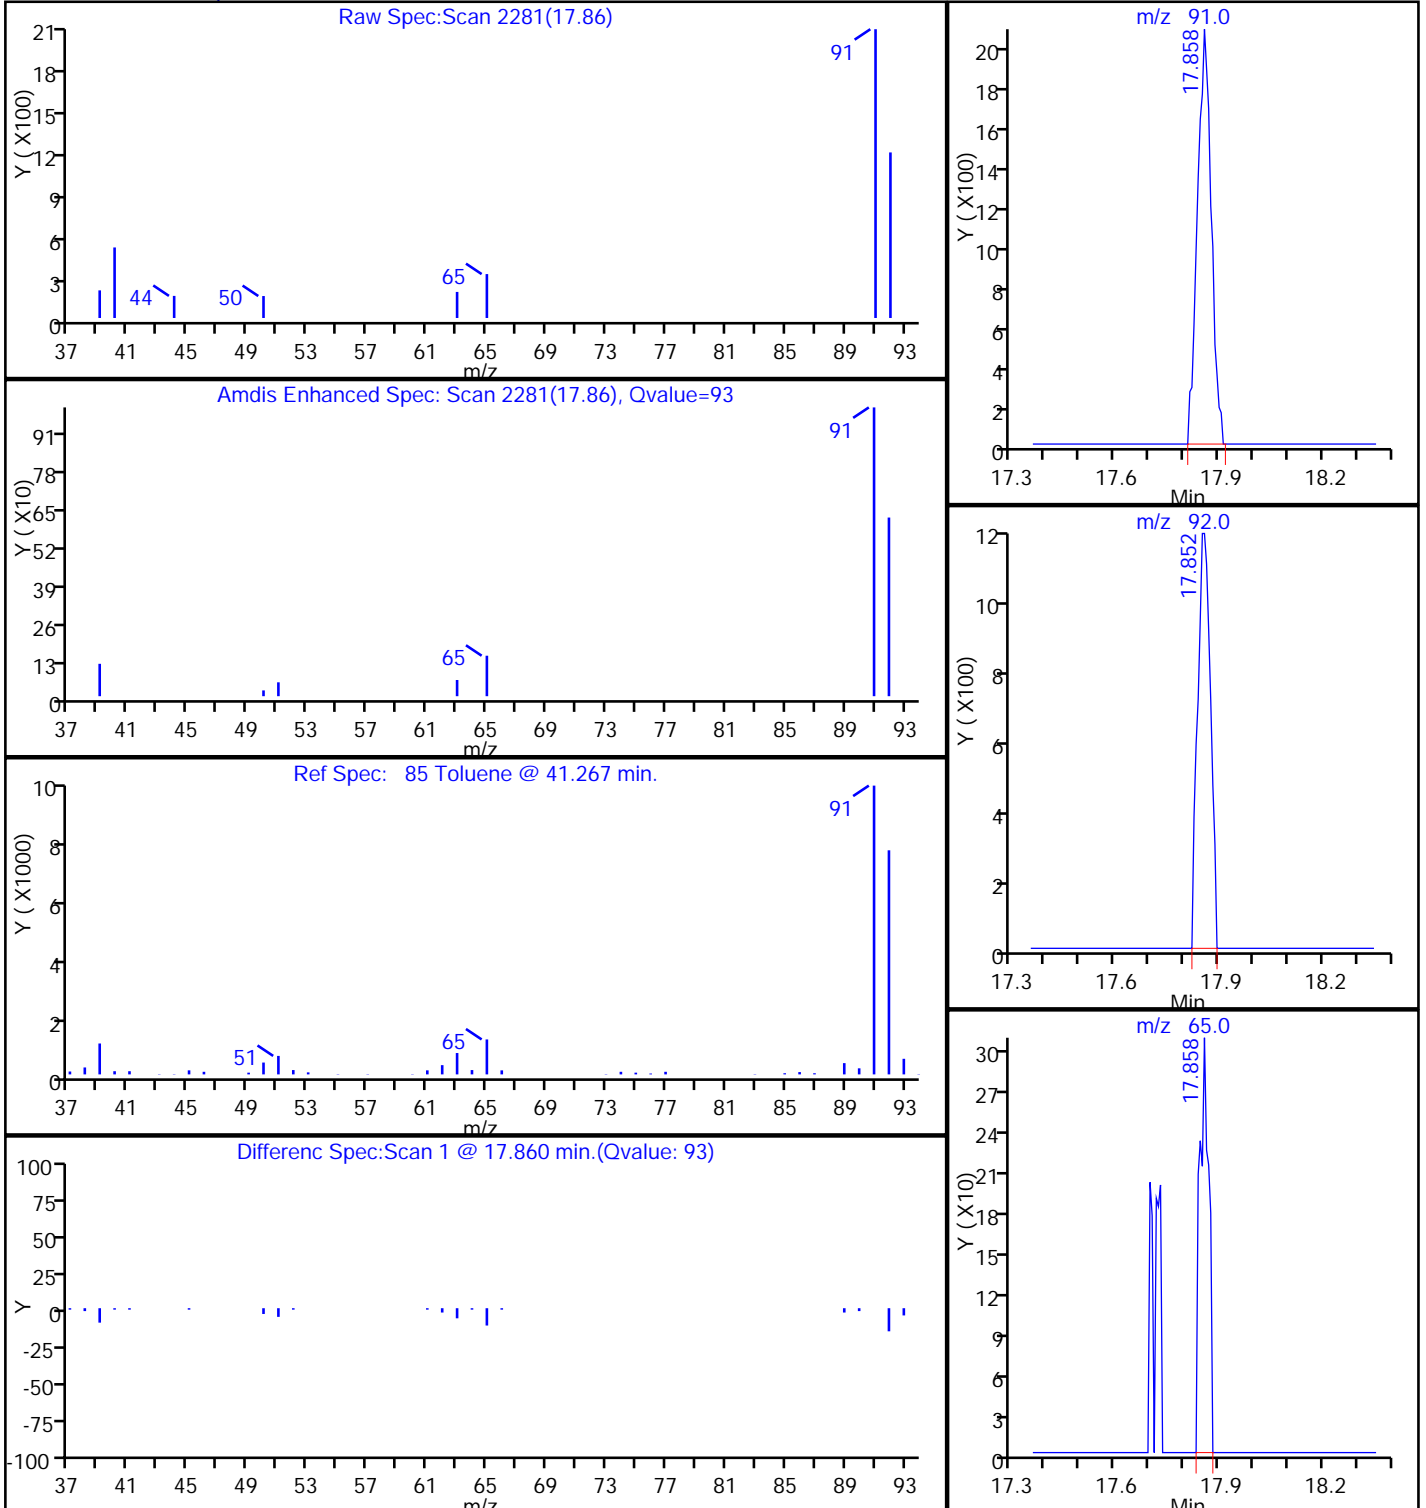 Raw Spec:Scan 2281(17.86)
Y ( X100)
21
18
15
12
9
6
3
0
91
44
50
65
37 41 45 49 53 57 61 65 69 73 77 81 85 89 93
m/z
Amdis Enhanced Spec: Scan 2281(17.86), Qvalue=93
Y ( X10)
91
78
65
52
39
26
13
0
91
65
37 41 45 49 53 57 61 65 69 73 77 81 85 89 93
m/z
Ref Spec: 85 Toluene @ 41.267 min.
Y ( X1000)
10
8
6
4
2
0
91
51
65
37 41 45 49 53 57 61 65 69 73 77 81 85 89 93
m/z
Differenc Spec:Scan 1 @ 17.860 min.(Qvalue: 93)
Y
100
75
50
25
0
-25
-50
-75
-100
37 41 45 49 53 57 61 65 69 73 77 81 85 89 93
m/z
m/z 91.0
17.858
Y ( X100)
20
18
16
14
12
10
8
6
4
2
0
17.3 17.6 17.9 18.2
Min
m/z 92.0
17.852
Y ( X100)
12
10
8
6
4
2
0
17.3 17.6 17.9 18.2
Min
m/z 65.0
17.858
Y ( X10)
30
27
24
21
18
15
12
9
6
3
0
17.3 17.6 17.9 18.2
Min